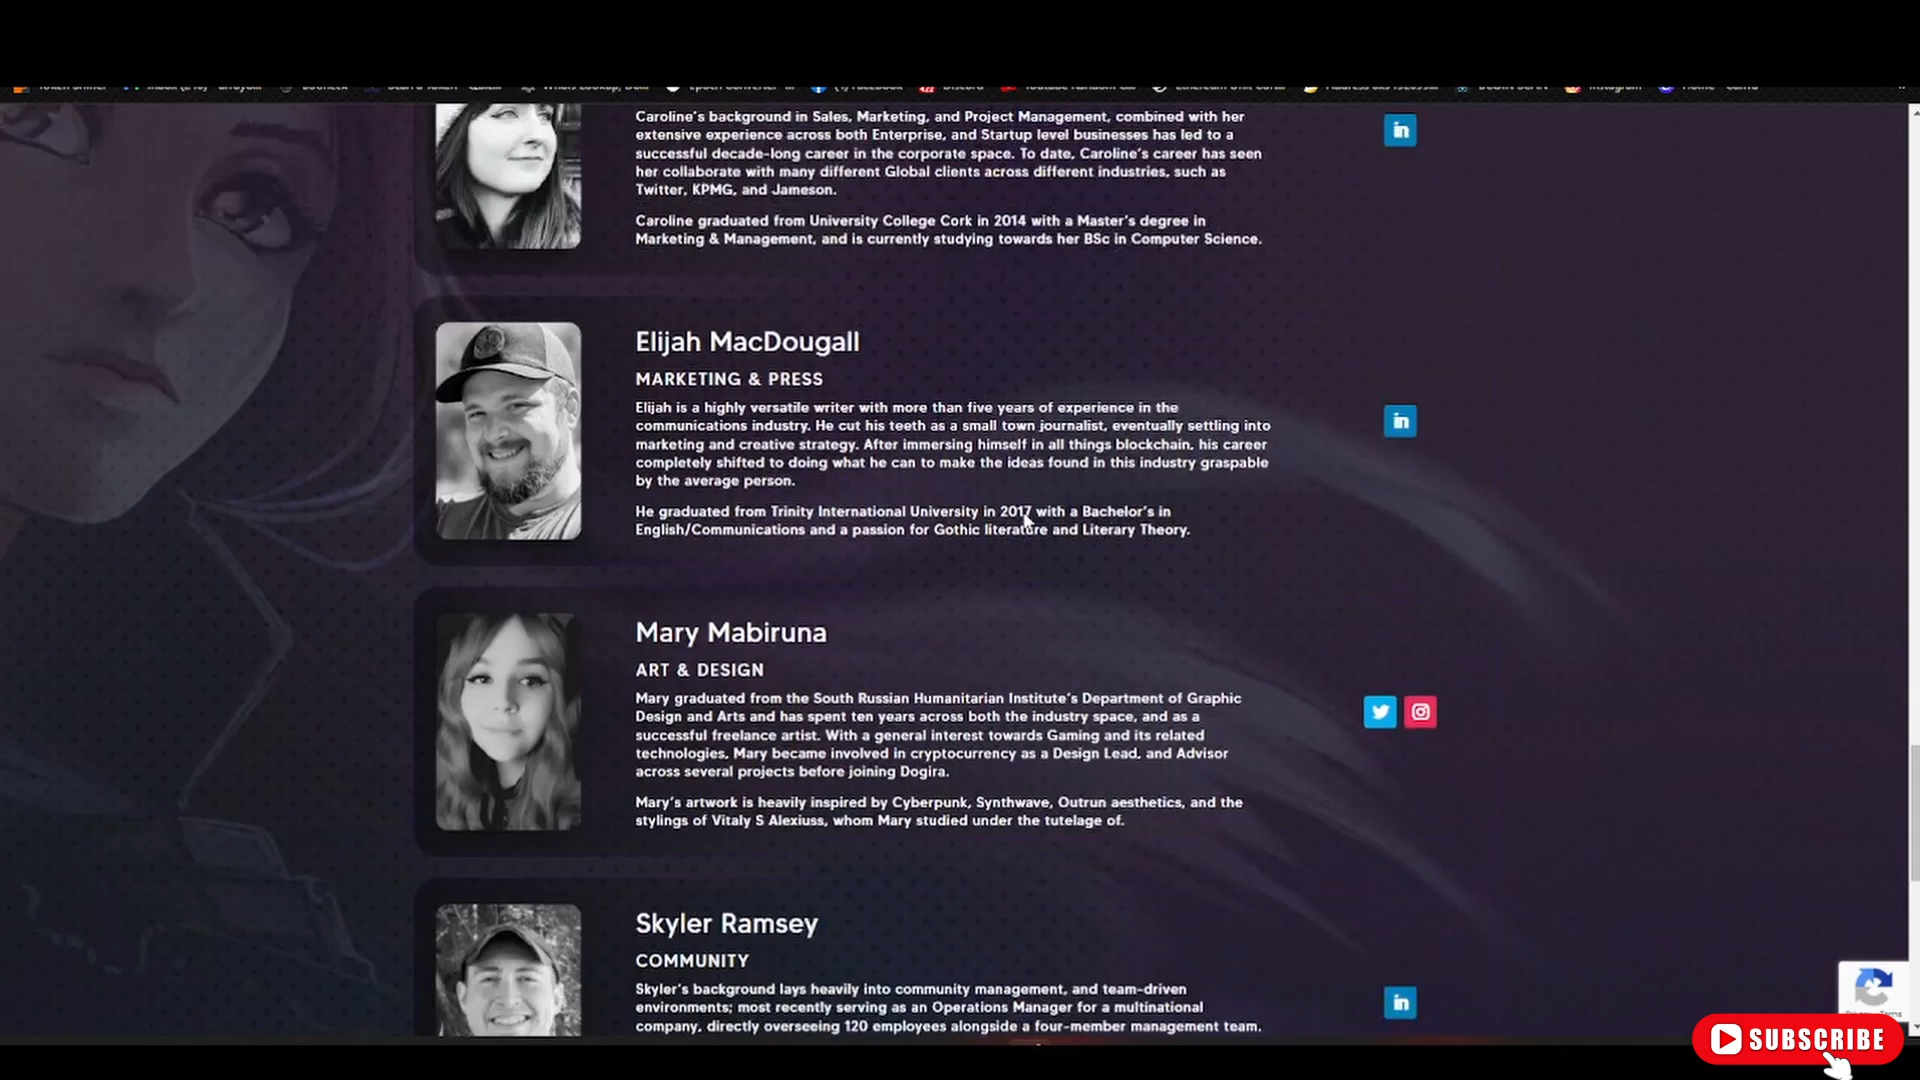 Caroline's background in Sales, Marketing, and Project Management, combined with her
extensive experience across both Enterprise, and Startup level businesses has led to a
successful decade-long career in the corporate space. To date, Caroline's career has seen
her collaborate with many different Global clients across different industries, such as
Twitter, KPMG, and Jameson.
Caroline graduated from University College Cork in 2014 with a Master's degree in
Marketing & Management, and is currently studying towards her BSc in Computer Science.
in
Elijah MacDougall
MARKETING & PRESS
Elijah is a highly versatile writer with more than five years of experience in the
communications industry. He cut his teeth as a small town journalist, eventually settling into
marketing and creative strategy. After immersing himself in all things blockchain, his career
completely shifted to doing what he can to make the ideas found in this industry graspable
by the average person.
He graduated from Trinity International University in 2017 with a Bachelor's in
English/Communications and a passion for Gothic literature and Literary Theory.
in
Mary Mabiruna
ART & DESIGN
Mary graduated from the South Russian Humanitarian Institute's Department of Graphic
Design and Arts and has spent ten years across both the industry space, and as a
successful freelance artist. With a general interest towards Gaming and its related
technologies, Mary became involved in cryptocurrency as a Design Lead, and Advisor
across several projects before joining Dogira.
Mary's artwork is heavily inspired by Cyberpunk, Synthwave, Outrun aesthetics, and the
stylings of Vitaly S Alexiuss, whom Mary studied under the tutelage of.
Skyler Ramsey
COMMUNITY
Skyler's background lays heavily into community management, and team-driven
environments; most recently serving as an Operations Manager for a multinational
company, directly overseeing 120 employees alongside a four-member management team.
in
SUBSCRIBE